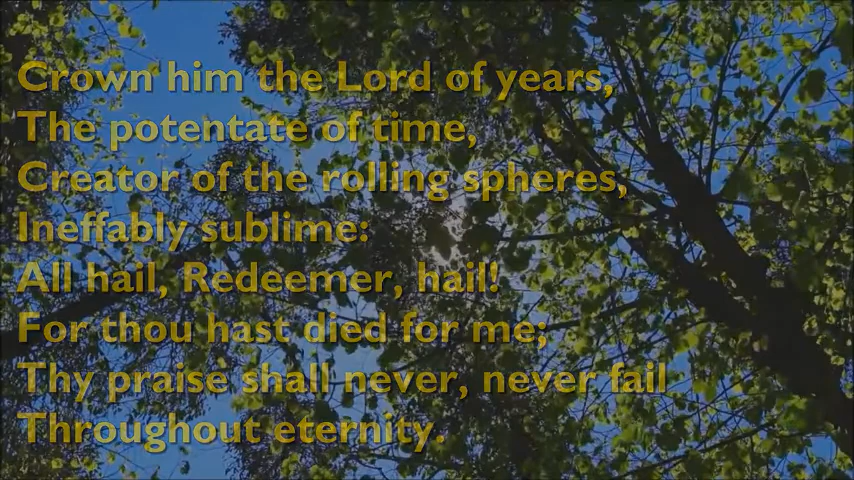 Crown him the Lord of years,
The potentate of time,
Creator of the rolling spheres,
Ineffably sublime:
All hail, Redeemer, hail!
For thou hast died for me;
Thy praise shall never, never fail
Throughout eternity.